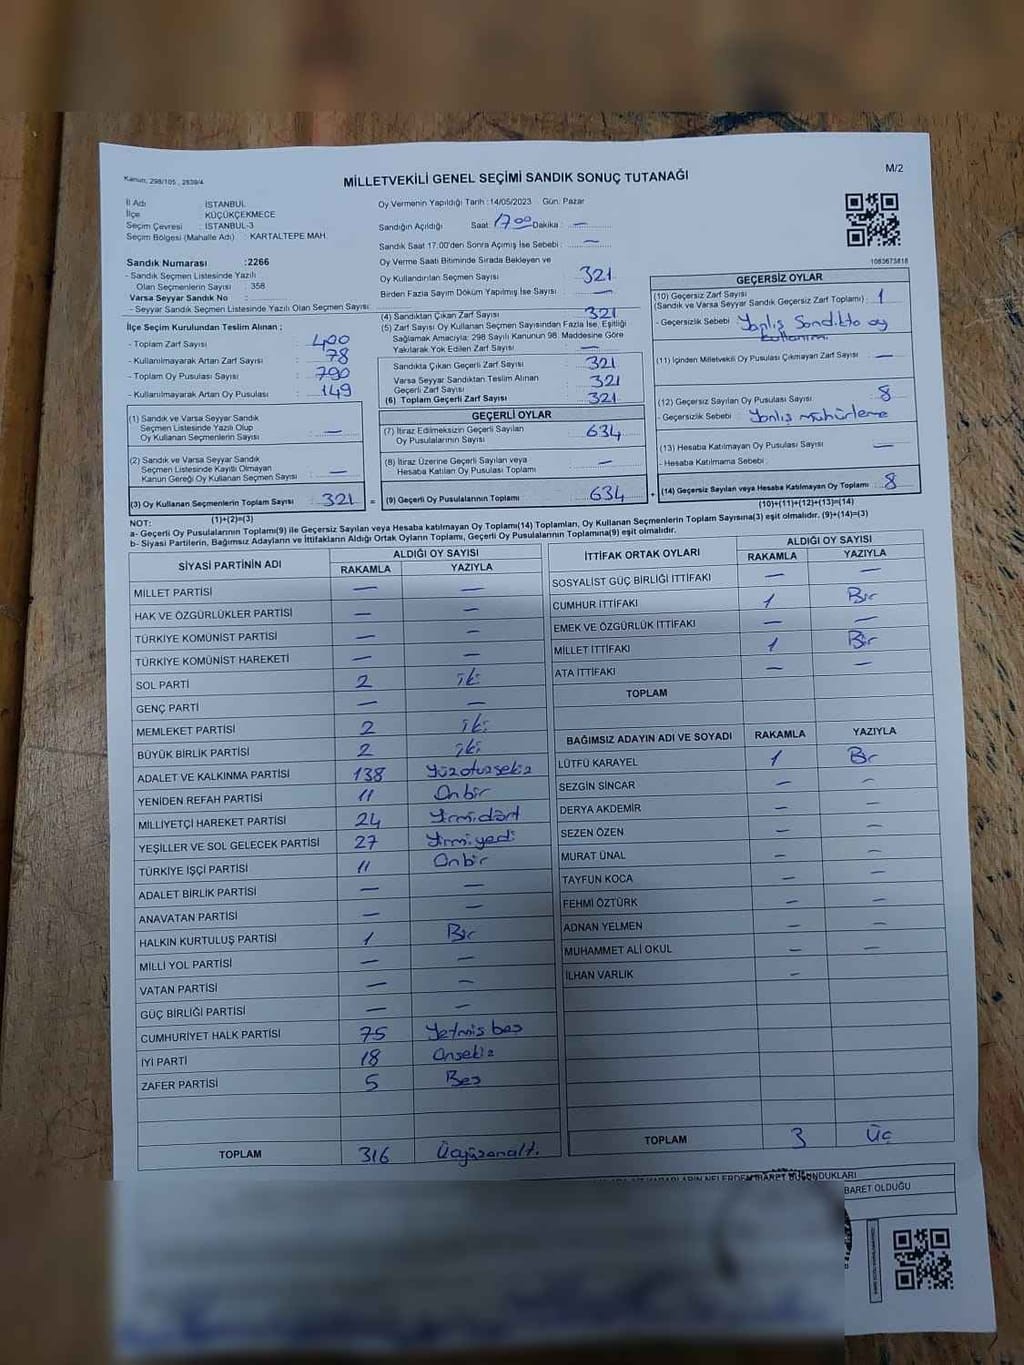 Kanun, 298/105 , 2839/4
M/2
MİLLETVEKİLİ GENEL SEÇİMİ SANDIK SONUÇ TUTANAĞI
İl Adı : İSTANBUL
İlçe : KÜÇÜKÇEKMECE
Seçim Çevresi : İSTANBUL-3
Seçim Bölgesi (Mahalle Adı) : KARTALTEPE MAH.
Sandık Numarası :2266
- Sandık Seçmen Listesinde Yazılı
Olan Seçmenlerin Sayısı : 358
Varsa Seyyar Sandık No :
- Seyyar Sandık Seçmen Listesinde Yazılı Olan Seçmen Sayısı:
İlçe Seçim Kurulundan Teslim Alınan ;
- Toplam Zarf Sayısı : 400
- Kullanılmayarak Artan Zarf Sayısı : 78
- Toplam Oy Pusulası Sayısı : 790
- Kullanılmayarak Artan Oy Pusulası : 149
(1) Sandık ve Varsa Seyyar Sandık
Seçmen Listesinde Yazılı Olup
Oy Kullanan Seçmenlerin Sayısı : —
(2) Sandık ve Varsa Seyyar Sandık
Seçmen Listesinde Kayıtlı Olmayan
Kanun Gereği Oy Kullanan Seçmen Sayısı : —
(3) Oy Kullanan Seçmenlerin Toplam Sayısı : 321 =
(1)+(2)=(3)
Oy Vermenin Yapıldığı Tarih :14/05/2023 Gün: Pazar
Sandığın Açıldığı Saat: 17 00 Dakika : —
Sandık Saat 17.00'den Sonra Açımış İse Sebebi : —
Oy Verme Saati Bitiminde Sırada Bekleyen ve
Oy Kullandırılan Seçmen Sayısı : 321
Birden Fazla Sayım Döküm Yapılmış İse Sayısı : —
(4) Sandıktan Çıkan Zarf Sayısı : 321
(5) Zarf Sayısı Oy Kullanan Seçmen Sayısından Fazla İse, Eşitliği
Sağlamak Amacıyla; 298 Sayılı Kanunun 98. Maddesine Göre
Yakılarak Yok Edilen Zarf Sayısı : —
Sandıkta Çıkan Geçerli Zarf Sayısı : 321
Varsa Seyyar Sandıktan Teslim Alınan
Geçerli Zarf Sayısı : 321
(6) Toplam Geçerli Zarf Sayısı : 321
GEÇERLİ OYLAR
(7) İtiraz Edilmeksizin Geçerli Sayılan
Oy Pusulalarının Sayısı : 634
(8) İtiraz Üzerine Geçerli Sayılan veya
Hesaba Katılan Oy Pusulası Toplamı : —
(9) Geçerli Oy Pusulalarının Toplamı : 634 +
1083673818
GEÇERSİZ OYLAR
(10) Geçersiz Zarf Sayısı
(Sandık ve Varsa Seyyar Sandık Geçersiz Zarf Toplamı) : 1
- Geçersizlik Sebebi : Yanlış Sandıkta oy
kullanımı
(11) İçinden Milletvekili Oy Pusulası Çıkmayan Zarf Sayısı : —
(12) Geçersiz Sayılan Oy Pusulası Sayısı : 8
- Geçersizlik Sebebi : Yanlış mühürleme
(13) Hesaba Katılmayan Oy Pusulası Sayısı : —
- Hesaba Katılmama Sebebi :
(14) Geçersiz Sayılan veya Hesaba Katılmayan Oy Toplamı : 8
(10)+(11)+(12)+(13)=(14)
NOT:
a- Geçerli Oy Pusulalarının Toplamı(9) ile Geçersiz Sayılan veya Hesaba katılmayan Oy Toplamı(14) Toplamları, Oy Kullanan Seçmenlerin Toplam Sayısına(3) eşit olmalıdır. (9)+(14)=(3)
b- Siyasi Partilerin, Bağımsız Adayların ve İttifakların Aldığı Ortak Oyların Toplamı, Geçerli Oy Pusulalarının Toplamına(9) eşit olmalıdır.
SİYASİ PARTİNİN ADI ALDIĞI OY SAYISI
RAKAMLA YAZIYLA
MİLLET PARTİSİ — —
HAK VE ÖZGÜRLÜKLER PARTİSİ — —
TÜRKİYE KOMÜNİST PARTİSİ — —
TÜRKİYE KOMÜNİST HAREKETİ — —
SOL PARTİ 2 iki
GENÇ PARTİ — —
MEMLEKET PARTİSİ 2 iki
BÜYÜK BİRLİK PARTİSİ 2 iki
ADALET VE KALKINMA PARTİSİ 138 Yüzotuzsekiz
YENİDEN REFAH PARTİSİ 11 Onbir
MİLLİYETÇİ HAREKET PARTİSİ 24 Yirmidört
YEŞİLLER VE SOL GELECEK PARTİSİ 27 Yirmiyedi
TÜRKİYE İŞÇİ PARTİSİ 11 Onbir
ADALET BİRLİK PARTİSİ — —
ANAVATAN PARTİSİ — —
HALKIN KURTULUŞ PARTİSİ 1 Bir
MİLLİ YOL PARTİSİ — —
VATAN PARTİSİ — —
GÜÇ BİRLİĞİ PARTİSİ — —
CUMHURİYET HALK PARTİSİ 75 Yetmiş beş
İYİ PARTİ 18 Onsekiz
ZAFER PARTİSİ 5 Beş
TOPLAM 316 Üçyüzonalt.
İTTİFAK ORTAK OYLARI ALDIĞI OY SAYISI
RAKAMLA YAZIYLA
SOSYALİST GÜÇ BİRLİĞİ İTTİFAKI — —
CUMHUR İTTİFAKI 1 Bir
EMEK VE ÖZGÜRLÜK İTTİFAKI — —
MİLLET İTTİFAKI 1 Bir
ATA İTTİFAKI — —
TOPLAM
BAĞIMSIZ ADAYIN ADI VE SOYADI RAKAMLA YAZIYLA
LÜTFÜ KARAYEL 1 Bir
SEZGİN SİNCAR — —
DERYA AKDEMİR — —
SEZEN ÖZEN — —
MURAT ÜNAL — —
TAYFUN KOCA — —
FEHMİ ÖZTÜRK — —
ADNAN YELMEN — —
MUHAMMET ALİ OKUL — —
İLHAN VARLIK —
TOPLAM 3 Üç
BARET OLDUĞU